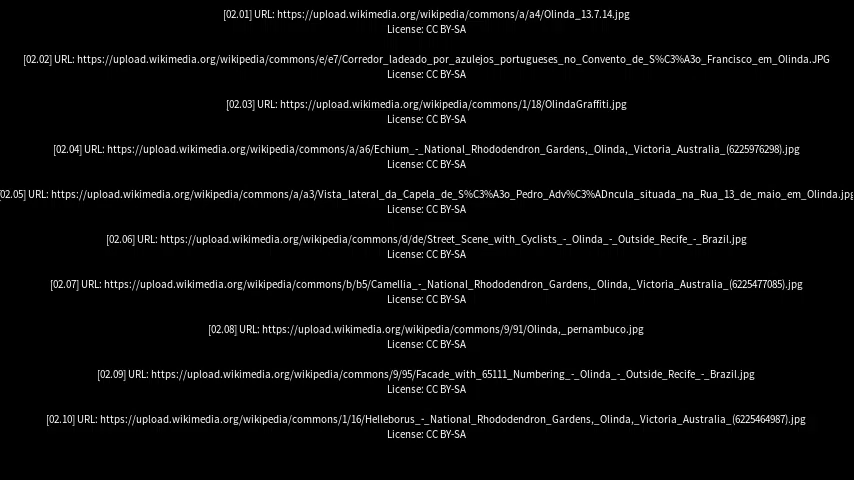 [02.01] URL: https://upload.wikimedia.org/wikipedia/commons/a/a4/Olinda_13.7.14.jpg
License: CC BY-SA
[02.02] URL: https://upload.wikimedia.org/wikipedia/commons/e/e7/Corredor_ladeado_por_azulejos_portugueses_no_Convento_de_S%C3%A3o_Francisco_em_Olinda.JPG
License: CC BY-SA
[02.03] URL: https://upload.wikimedia.org/wikipedia/commons/1/18/OlindaGraffiti.jpg
License: CC BY-SA
[02.04] URL: https://upload.wikimedia.org/wikipedia/commons/a/a6/Echium_-_National_Rhododendron_Gardens,_Olinda,_Victoria_Australia_(6225976298).jpg
License: CC BY-SA
[02.05] URL: https://upload.wikimedia.org/wikipedia/commons/a/a3/Vista_lateral_da_Capela_de_S%C3%A3o_Pedro_Adv%C3%ADncula_situada_na_Rua_13_de_maio_em_Olinda.jpg
License: CC BY-SA
[02.06] URL: https://upload.wikimedia.org/wikipedia/commons/d/de/Street_Scene_with_Cyclists_-_Olinda_-_Outside_Recife_-_Brazil.jpg
License: CC BY-SA
[02.07] URL: https://upload.wikimedia.org/wikipedia/commons/b/b5/Camellia_-_National_Rhododendron_Gardens,_Olinda,_Victoria_Australia_(6225477085).jpg
License: CC BY-SA
[02.08] URL: https://upload.wikimedia.org/wikipedia/commons/9/91/Olinda,_pernambuco.jpg
License: CC BY-SA
[02.09] URL: https://upload.wikimedia.org/wikipedia/commons/9/95/Facade_with_65111_Numbering_-_Olinda_-_Outside_Recife_-_Brazil.jpg
License: CC BY-SA
[02.10] URL: https://upload.wikimedia.org/wikipedia/commons/1/16/Helleborus_-_National_Rhododendron_Gardens,_Olinda,_Victoria_Australia_(6225464987).jpg
License: CC BY-SA